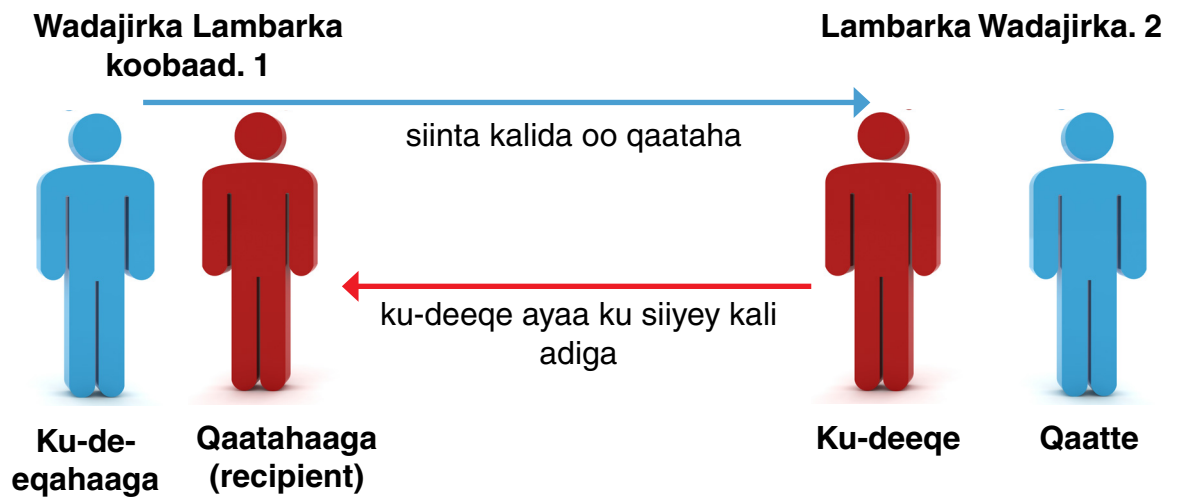 Wadajirka Lambarka
koobaad. 1
Lambarka Wadajirka. 2
siinta kalida oo qaataha
ku-deeqe ayaa ku siiyey kali
adiga
Ku-de-
eqahaaga
Qaatahaaga
(recipient)
Ku-deeqe
Qaatte